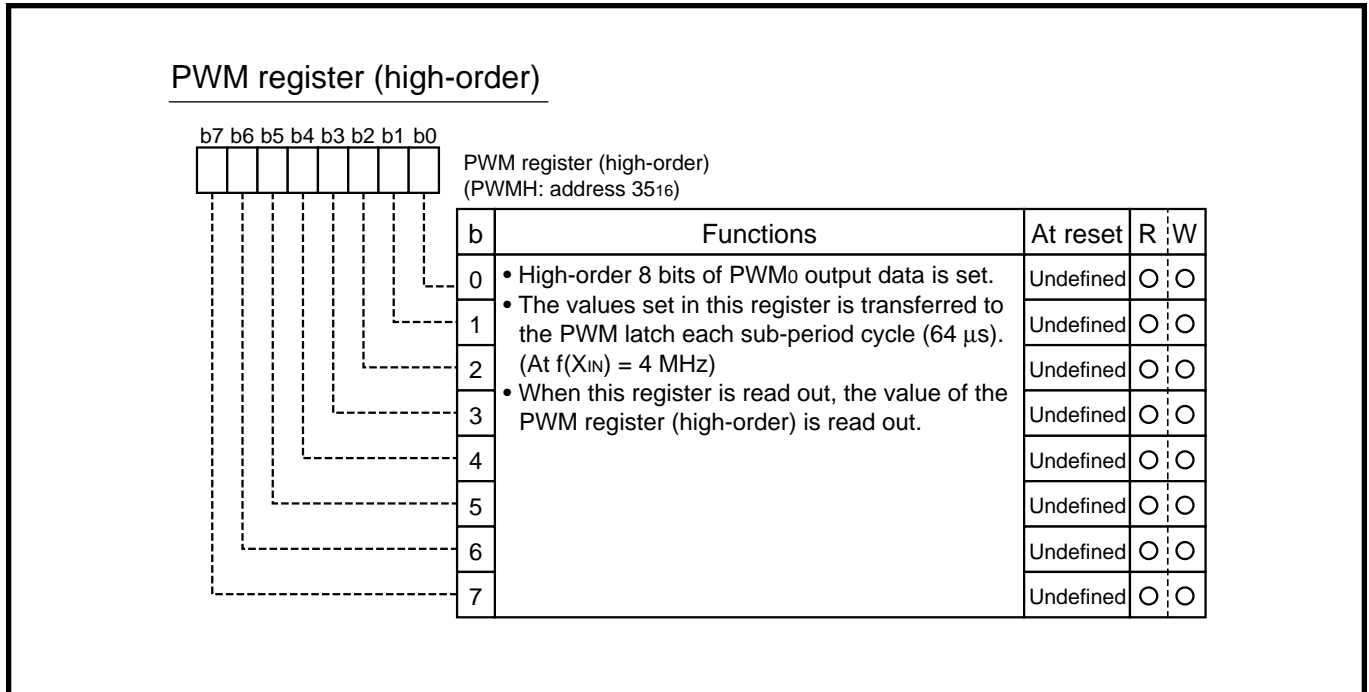 PWM register (high-order)
b7 b6 b5 b4 b3 b2 b1 b0
PWM register (high-order)
(PWMH: address 3516)
b Functions At reset R W
0 • High-order 8 bits of PWM0 output data is set. Undefined O O
• The values set in this register is transferred to
1 the PWM latch each sub-period cycle (64 µs). Undefined O O
2 (At f(XIN) = 4 MHz) Undefined O O
• When this register is read out, the value of the
3 PWM register (high-order) is read out. Undefined O O
4 Undefined O O
5 Undefined O O
6 Undefined O O
7 Undefined O O